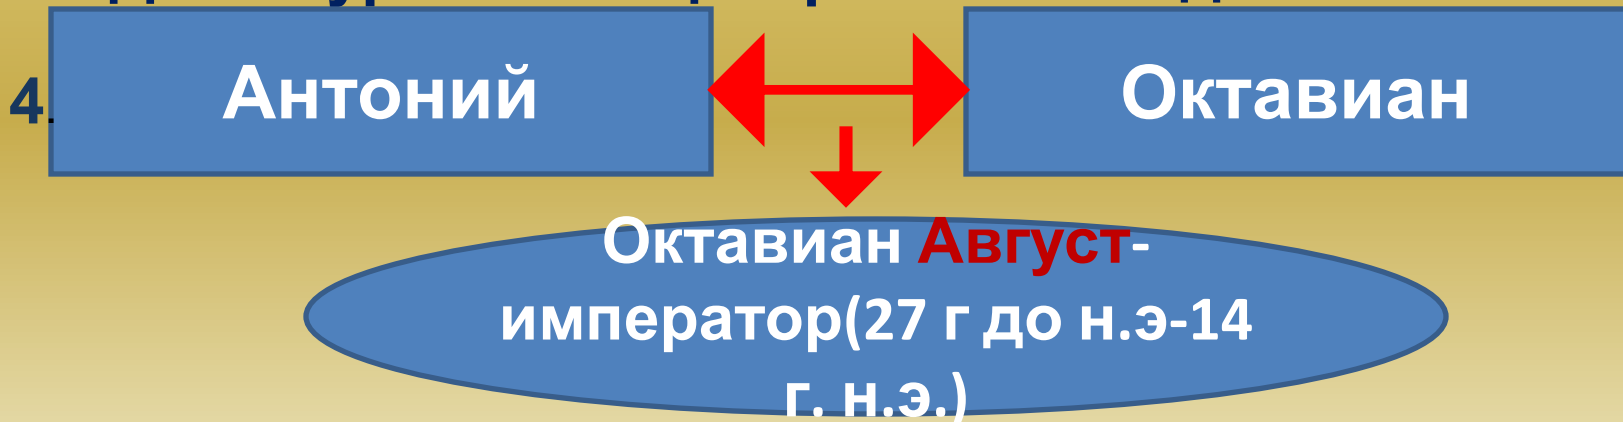 4.
Антоний
Октавиан
Октавиан Август-
император(27 г до н.э-14
г. н.э.)